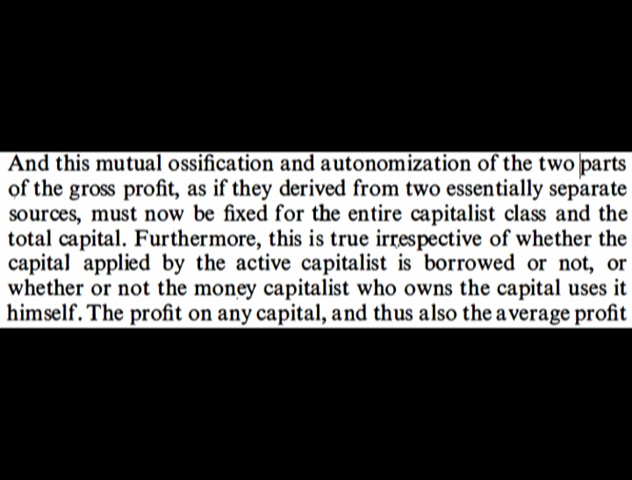 And this mutual ossification and autonomization of the two parts
of the gross profit, as if they derived from two essentially separate
sources, must now be fixed for the entire capitalist class and the
total capital. Furthermore, this is true irrespective of whether the
capital applied by the active capitalist is borrowed or not, or
whether or not the money capitalist who owns the capital uses it
himself. The profit on any capital, and thus also the average profit